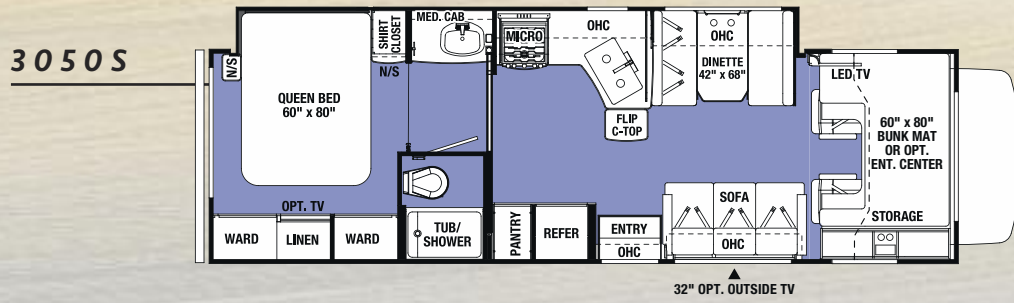 3050S
N/S
QUEEN BED
60" x 80"
SHIRT
CLOSET
N/S
MED. CAB
MICRO
OHC
FLIP
C-TOP
OHC
DINETTE
42" x 68"
LED TV
60" x 80"
BUNK MAT
OR OPT.
ENT. CENTER
STORAGE
OPT. TV
WARD
LINEN
WARD
TUB/
SHOWER
PANTRY
REFER
ENTRY
OHC
SOFA
OHC
32" OPT. OUTSIDE TV